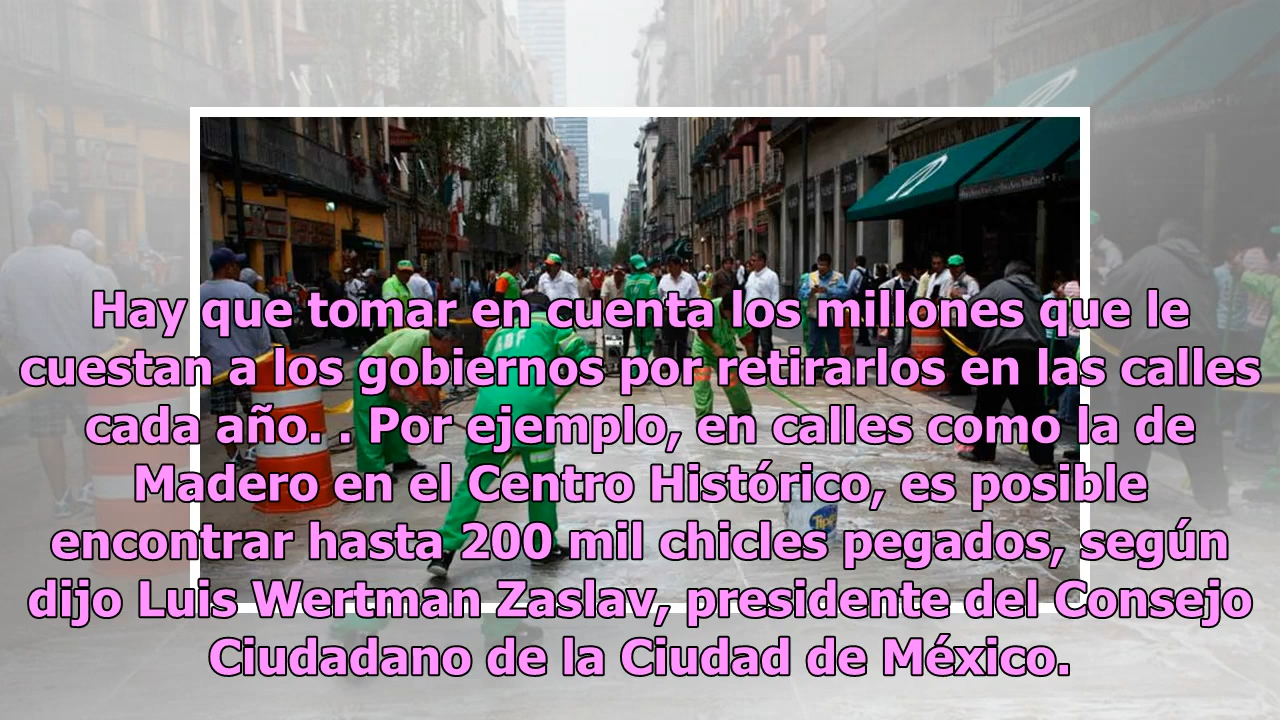 Hay que tomar en cuenta los millones que le
cuestan a los gobiernos por retirarlos en las calles
cada año. . Por ejemplo, en calles como la de
Madero en el Centro Histórico, es posible
encontrar hasta 200 mil chicles pegados, según
dijo Luis Wertman Zaslav, presidente del Consejo
Ciudadano de la Ciudad de México.